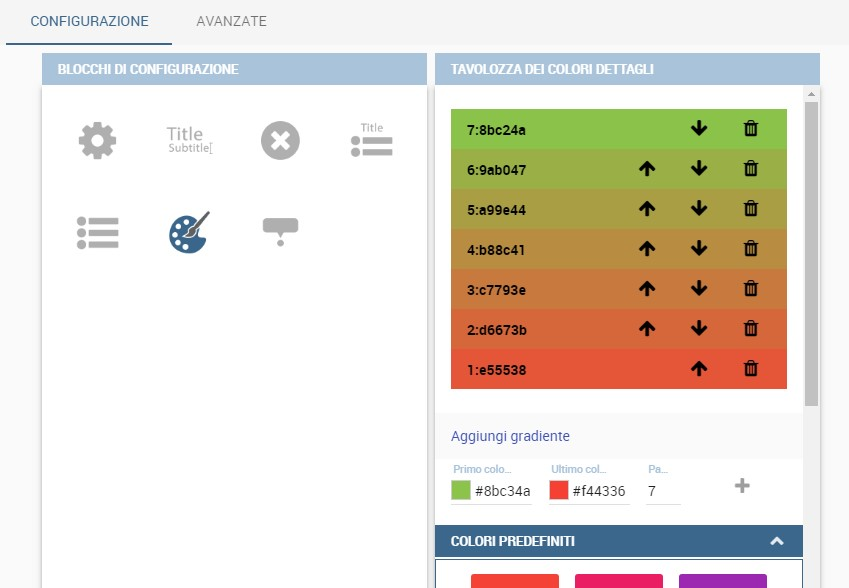 CONFIGURAZIONE AVANZATE
BLOCCHI DI CONFIGURAZIONE
Title
Subtitle[
Title
TAVOLOZZA DEI COLORI DETTAGLI
7:8bc24a
6:9ab047
5:a99e44
4:b88c41
3:c7793e
2:d6673b
1:e55538
Aggiungi gradiente
Primo colo... Ultimo col... Pa...
#8bc34a #f44336 7
COLORI PREDEFINITI